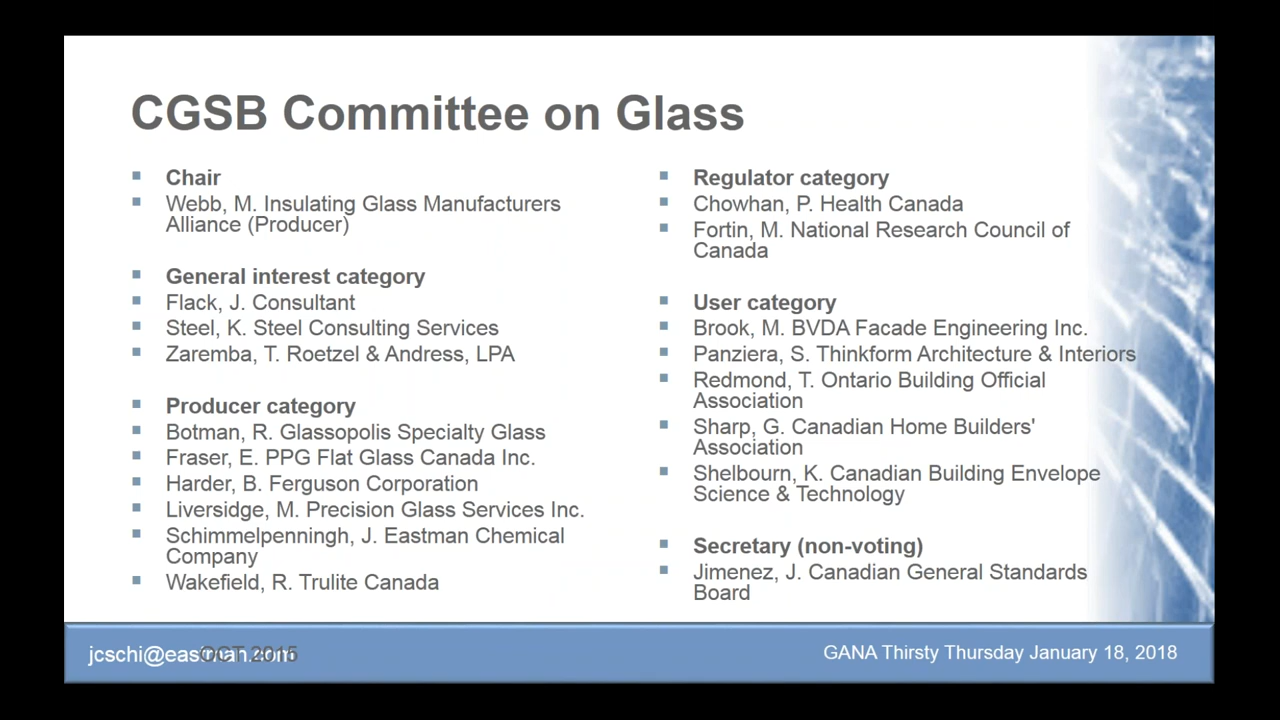 CGSB Committee on Glass
Chair
Webb, M. Insulating Glass Manufacturers
Alliance (Producer)
General interest category
Flack, J. Consultant
Steel, K. Steel Consulting Services
Zaremba, T. Roetzel & Andress, LPA
Producer category
Botman, R. Glassopolis Specialty Glass
Fraser, E. PPG Flat Glass Canada Inc.
Harder, B. Ferguson Corporation
Liversidge, M. Precision Glass Services Inc.
Schimmelpenningh, J. Eastman Chemical
Company
Wakefield, R. Trulite Canada
Regulator category
Chowhan, P. Health Canada
Fortin, M. National Research Council of
Canada
User category
Brook, M. BVDA Facade Engineering Inc.
Panziera, S. Thinkform Architecture & Interiors
Redmond, T. Ontario Building Official
Association
Sharp, G. Canadian Home Builders'
Association
Shelbourn, K. Canadian Building Envelope
Science & Technology
Secretary (non-voting)
Jimenez, J. Canadian General Standards
Board
jcschi@eastman.com
OCT 2015
GANA Thirsty Thursday January 18, 2018